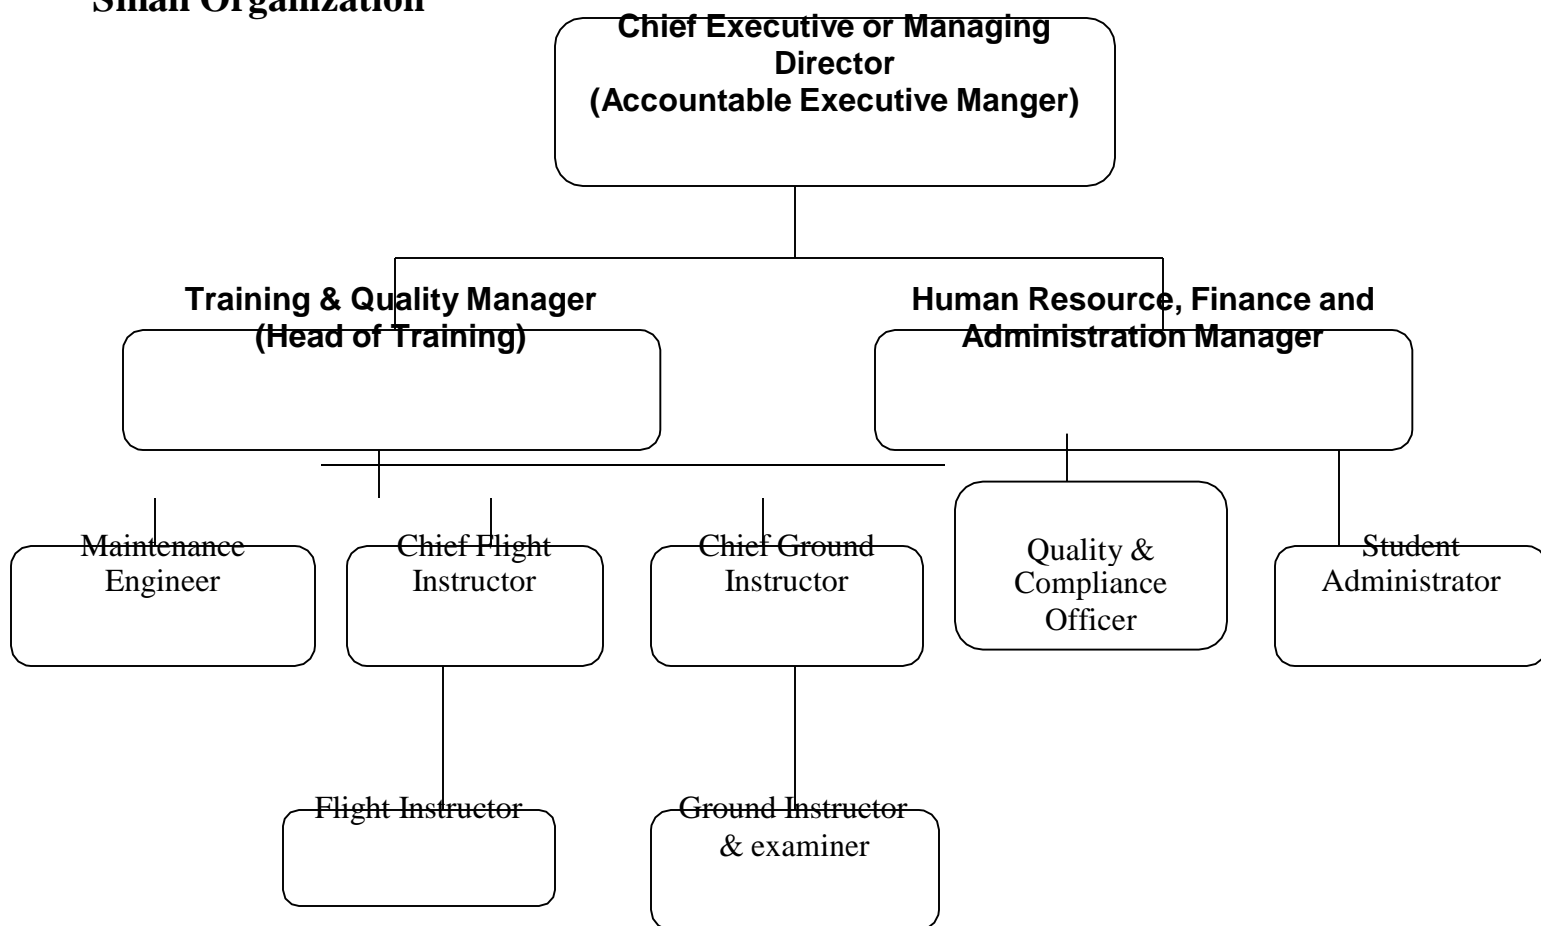 Small Organization
Chief Executive or Managing
Director
(Accountable Executive Manger)
Training & Quality Manager
(Head of Training)
Human Resource, Finance and
Administration Manager
Maintenance
Engineer
Chief Flight
Instructor
Chief Ground
Instructor
Quality &
Compliance
Officer
Student
Administrator
Flight Instructor
Ground Instructor
& examiner